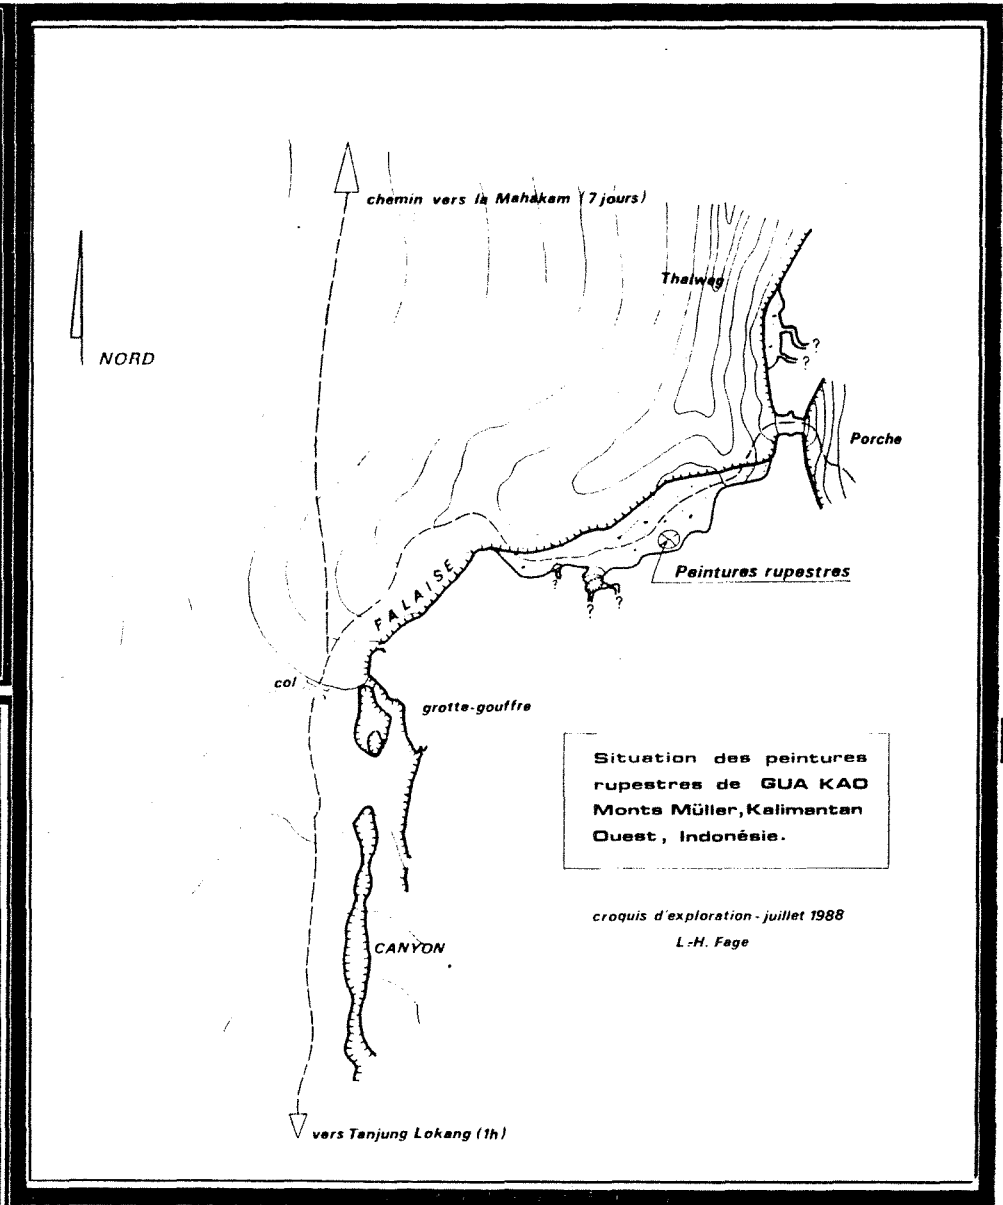 chemin vers la Mahakam (7 jours)
Thalweg
NORD
?
?
Porche
FALAISE
Peintures rupestres
?
?
?
col
grotte-gouffre
Situation des peintures
rupestres de GUA KAO
Monts Müller, Kalimantan
Ouest, Indonésie.
croquis d'exploration - juillet 1988
L.-H. Fage
CANYON
vers Tanjung Lokang (1h)